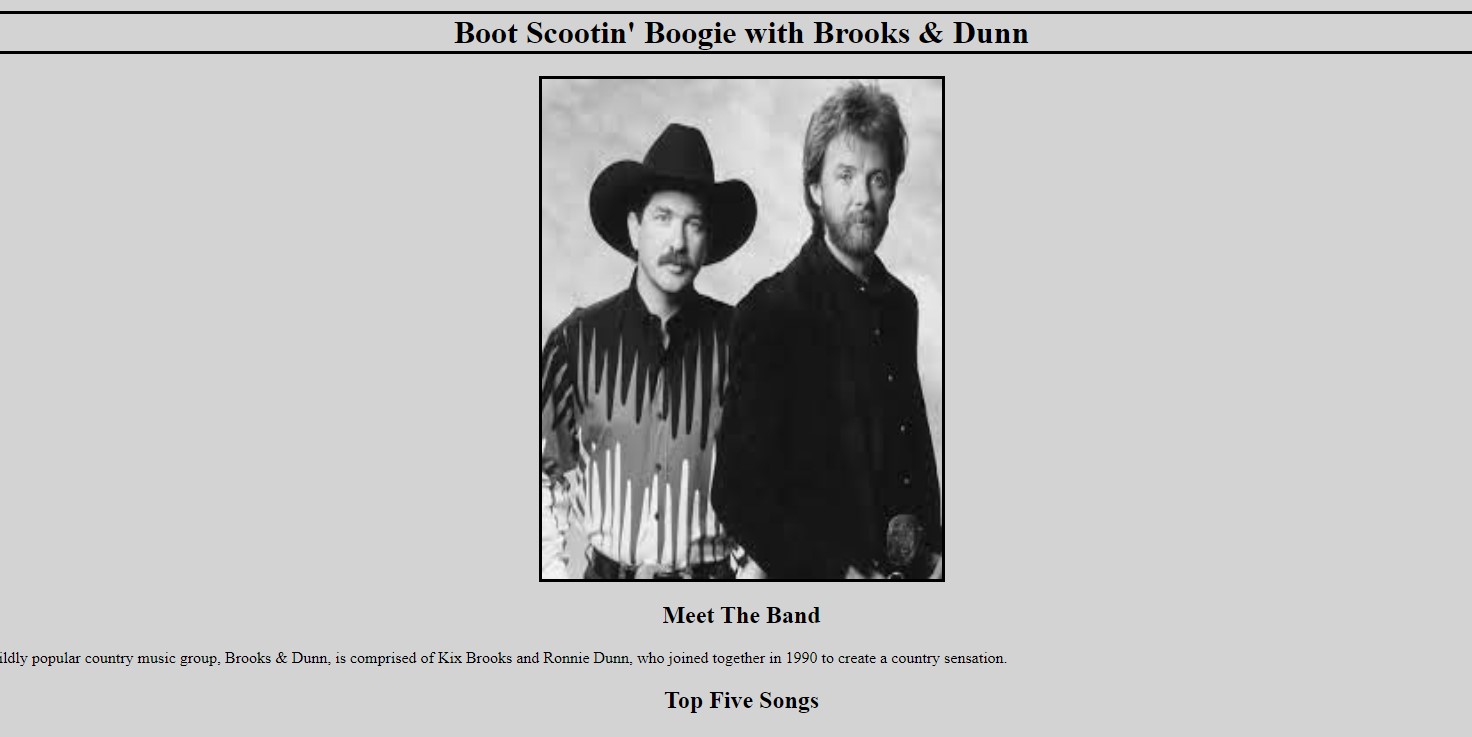 Boot Scootin' Boogie with Brooks & Dunn
Meet The Band
ildly popular country music group, Brooks & Dunn, is comprised of Kix Brooks and Ronnie Dunn, who joined together in 1990 to create a country sensation.
Top Five Songs